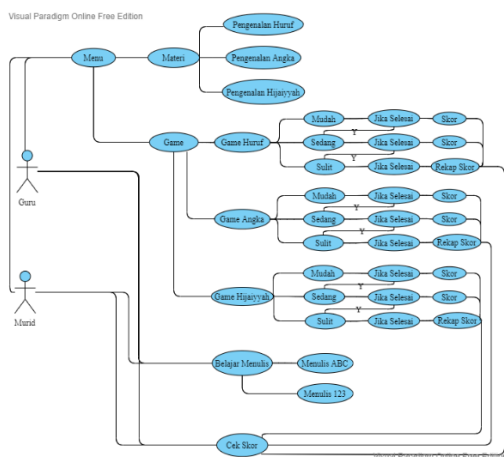 Visual Paradigm Online Free Edition
Pengenalan Huruf
Menu
Materi
Pengenalan Angka
Pengenalan Hijaiyyah
Mudah
Jika Selesai
Skor
Y
Game
Game Huruf
Sedang
Jika Selesai
Skor
Y
Sulit
Jika Selesai
Rekap Skor
Guru
Mudah
Jika Selesai
Skor
Y
Game Angka
Sedang
Jika Selesai
Skor
Y
Sulit
Jika Selesai
Rekap Skor
Mudah
Jika Selesai
Skor
Y
Game Hijaiyyah
Sedang
Jika Selesai
Skor
Y
Sulit
Jika Selesai
Rekap Skor
Murid
Belajar Menulis
Menulis ABC
Menulis 123
Cek Skor